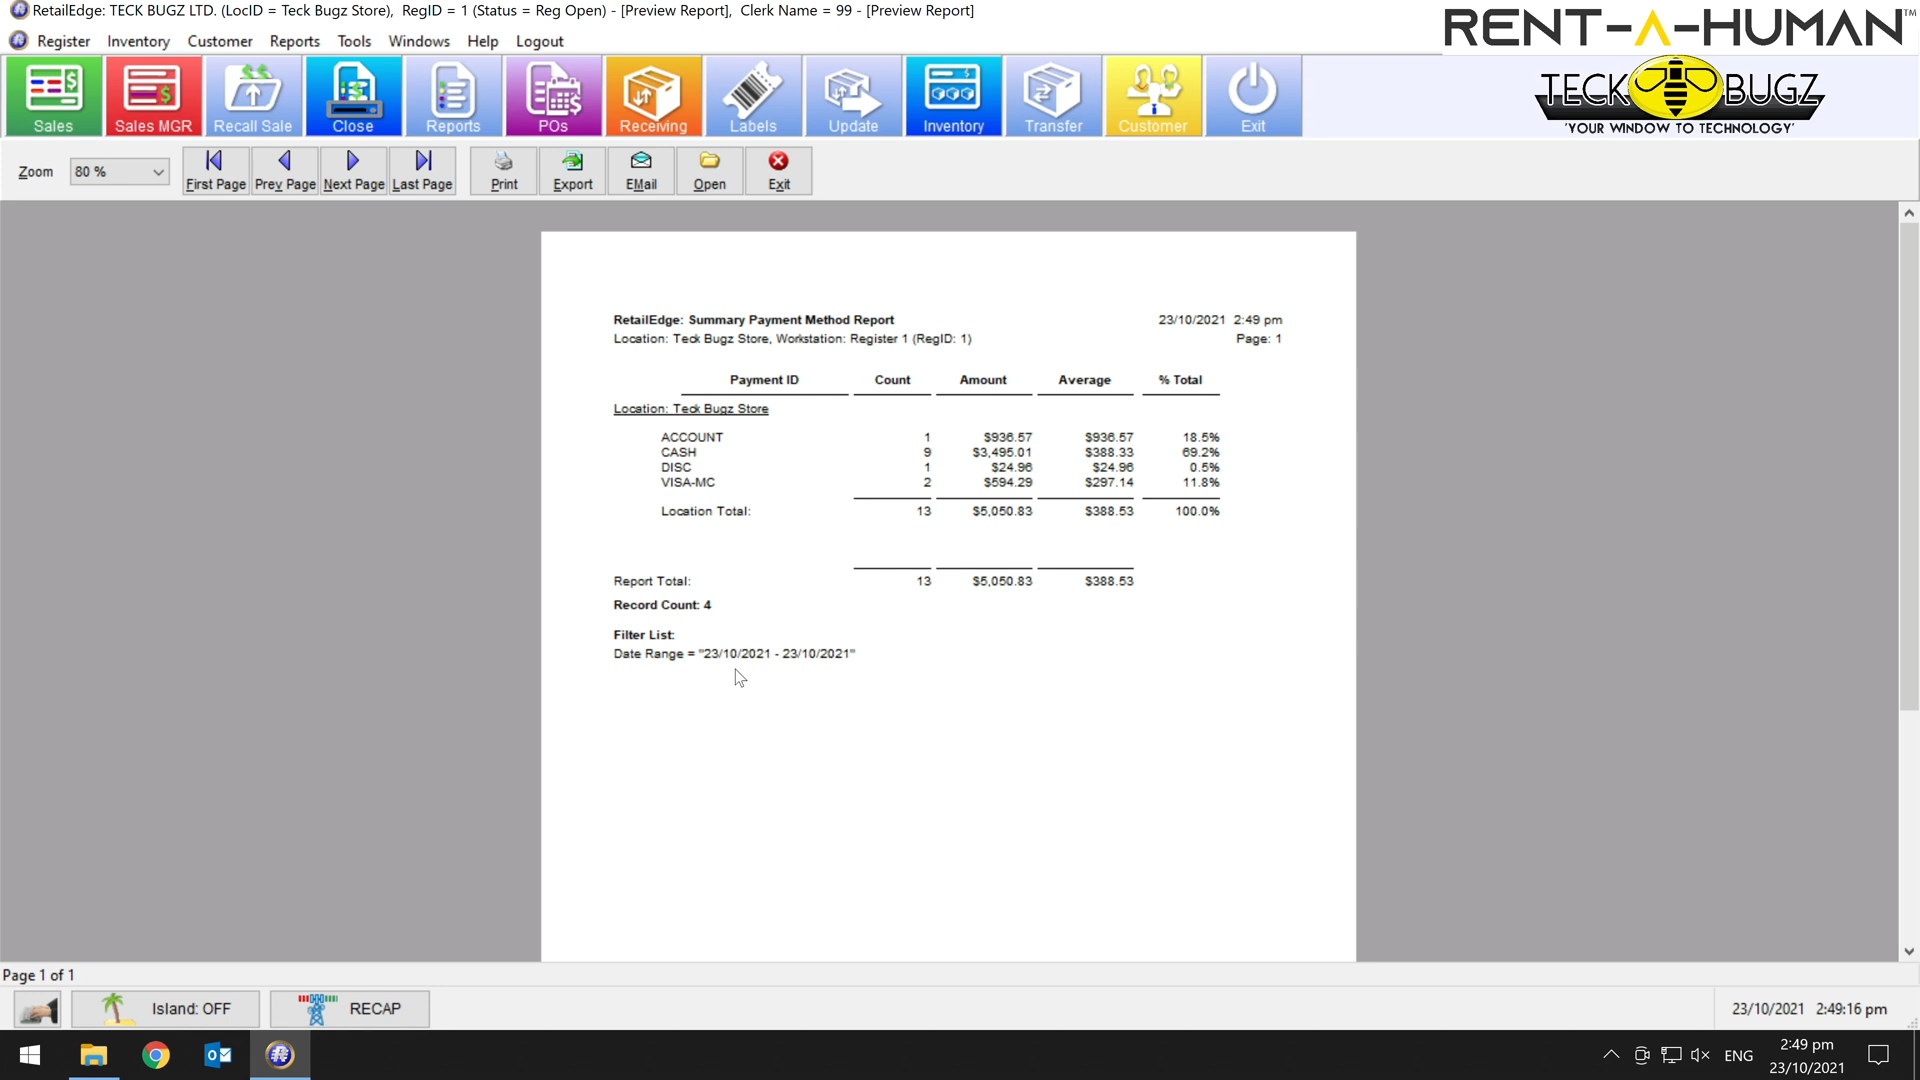 RetailEdge: TECK BUGZ LTD. (LocID = Teck Bugz Store), RegID = 1 (Status = Reg Open) - [Preview Report], Clerk Name = 99 - [Preview Report]
RENT-A-HUMAN™
Register Inventory Customer Reports Tools Windows Help Logout
TECK BUGZ
'YOUR WINDOW TO TECHNOLOGY'
Sales Sales MGR Recall Sale Close Reports POs Receiving Labels Update Inventory Transfer Customer Exit
Zoom 80 % First Page Prev Page Next Page Last Page Print Export EMail Open Exit
RetailEdge: Summary Payment Method Report 23/10/2021 2:49 pm
Location: Teck Bugz Store, Workstation: Register 1 (RegID: 1) Page: 1
Payment ID Count Amount Average % Total
Location: Teck Bugz Store
ACCOUNT 1 $936.57 $936.57 18.5%
CASH 9 $3,495.01 $388.33 69.2%
DISC 1 $24.96 $24.96 0.5%
VISA-MC 2 $594.29 $297.14 11.8%
Location Total: 13 $5,050.83 $388.53 100.0%
Report Total: 13 $5,050.83 $388.53
Record Count: 4
Filter List:
Date Range = "23/10/2021 - 23/10/2021"
Page 1 of 1
Island: OFF RECAP 23/10/2021 2:49:16 pm
ENG 2:49 pm
23/10/2021